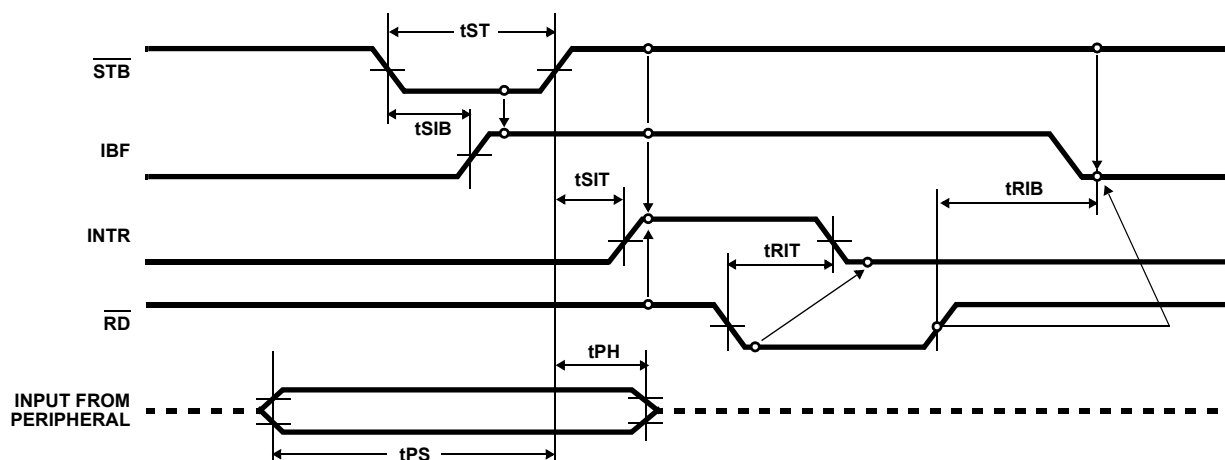 tST
STB
tSIB
IBF
tSIT
tRIB
INTR
tRIT
RD
tPH
INPUT FROM
PERIPHERAL
tPS